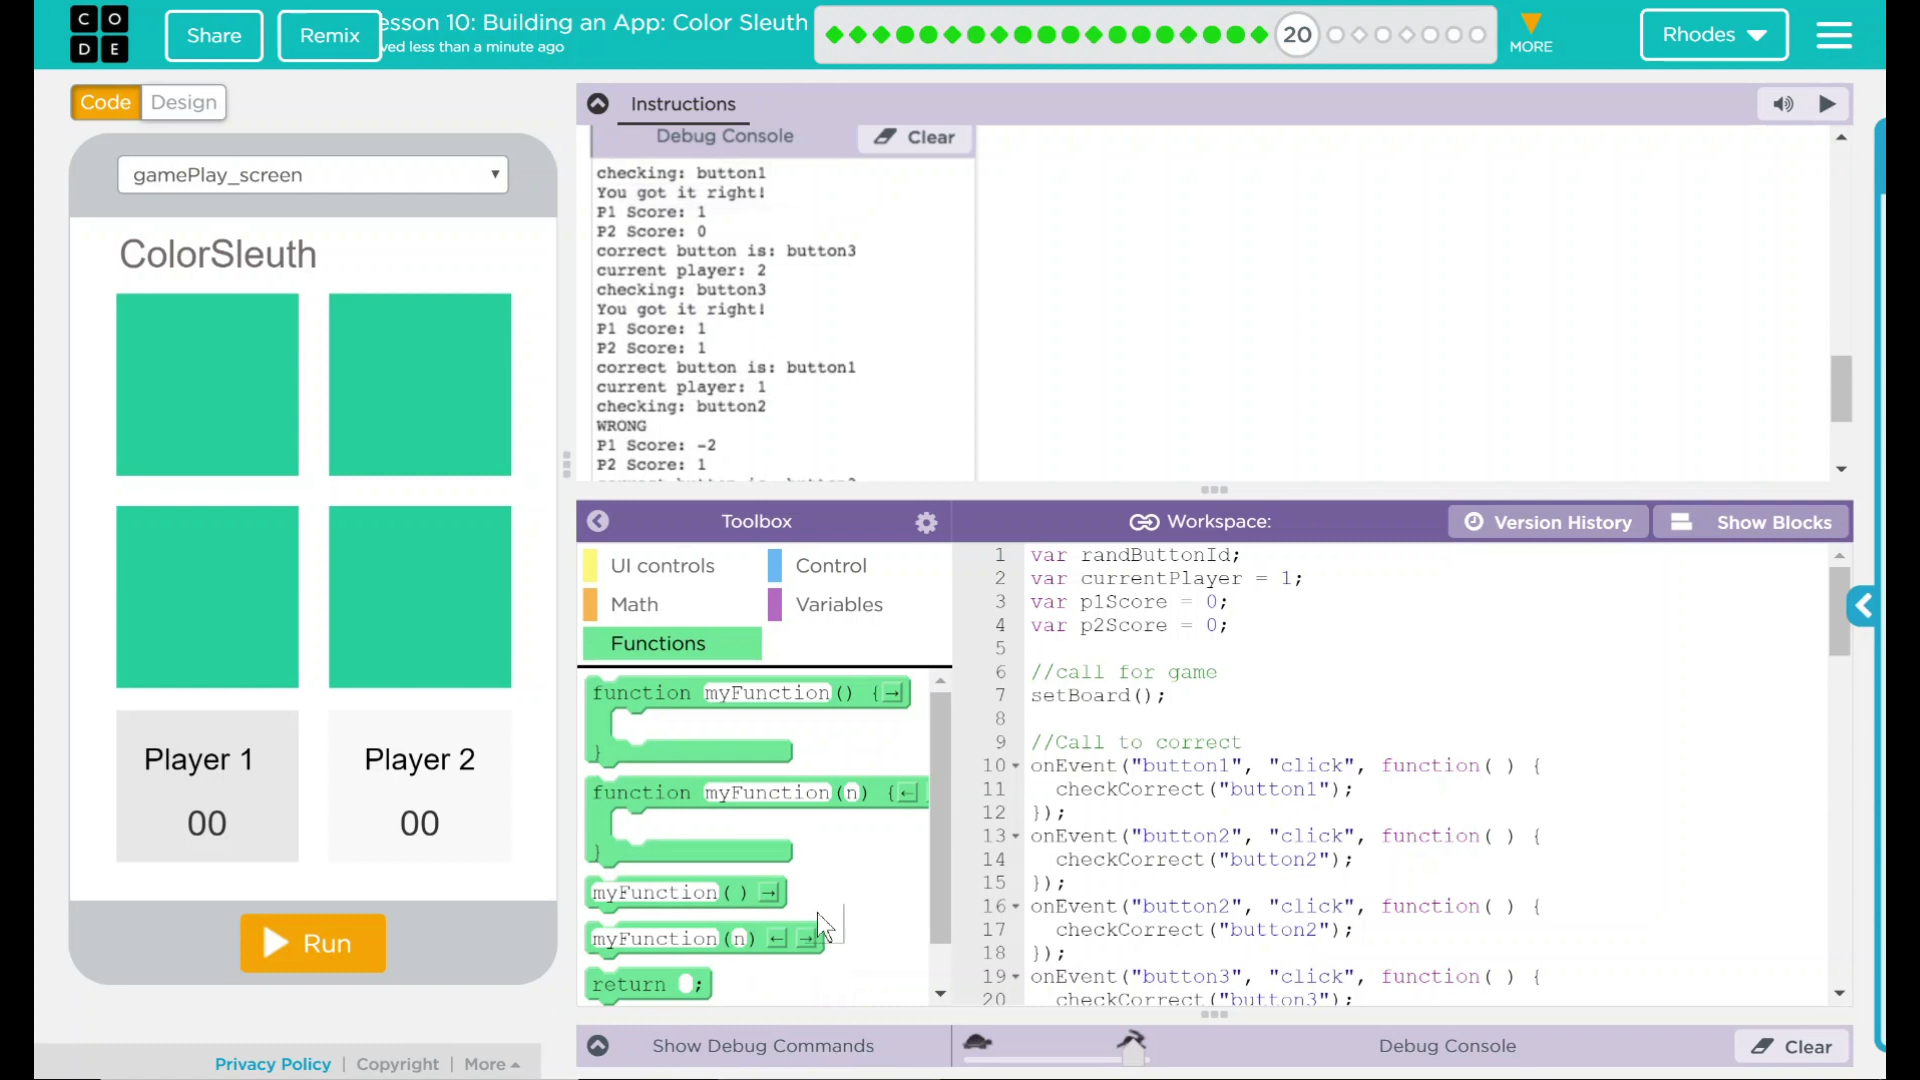 C O
D E
Share
Remix
esson 10: Building an App: Color Sleuth
ved less than a minute ago
20
MORE
Rhodes
Code
Design
Instructions
gamePlay_screen
Debug Console
Clear
checking: button1
You got it right!
P1 Score: 1
P2 Score: 0
correct button is: button3
current player: 2
checking: button3
You got it right!
P1 Score: 1
P2 Score: 1
correct button is: button1
current player: 1
checking: button2
WRONG
P1 Score: -2
P2 Score: 1
ColorSleuth
Player 1
00
Player 2
00
Run
Toolbox
Workspace:
Version History
Show Blocks
UI controls
Control
Math
Variables
Functions
function myFunction() {
}
function myFunction(n) {
}
myFunction()
myFunction(n)
return ;
1 var randButtonId;
2 var currentPlayer = 1;
3 var p1Score = 0;
4 var p2Score = 0;
5
6 //call for game
7 setBoard();
8
9 //Call to correct
10 onEvent("button1", "click", function( ) {
11 checkCorrect("button1");
12 });
13 onEvent("button2", "click", function( ) {
14 checkCorrect("button2");
15 });
16 onEvent("button2", "click", function( ) {
17 checkCorrect("button2");
18 });
19 onEvent("button3", "click", function( ) {
20 checkCorrect("button3");
Show Debug Commands
Debug Console
Clear
Privacy Policy | Copyright | More